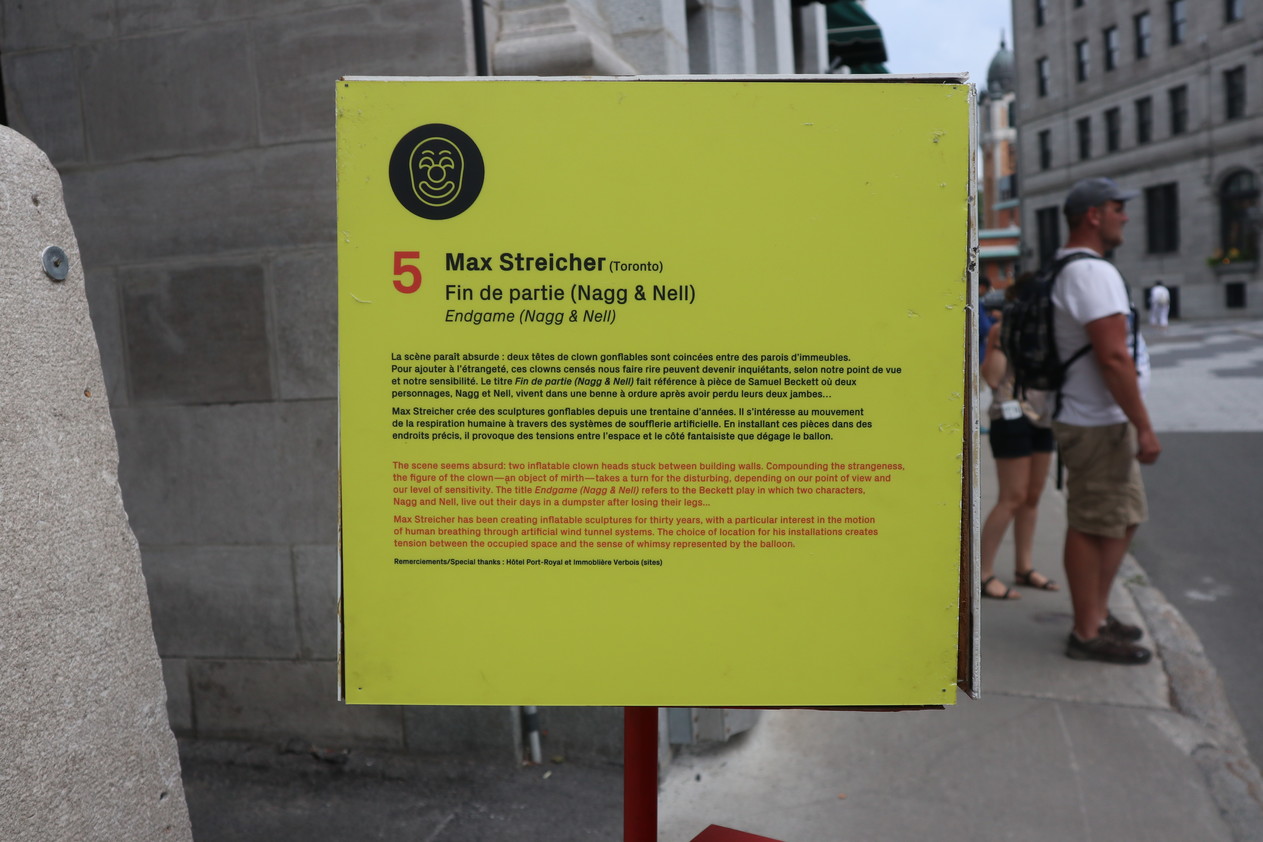 5
Max Streicher (Toronto)
Fin de partie (Nagg & Nell)
Endgame (Nagg & Nell)
La scène paraît absurde : deux têtes de clown gonflables sont coincées entre des parois d'immeubles.
Pour ajouter à l'étrangeté, ces clowns censés nous faire rire peuvent devenir inquiétants, selon notre point de vue
et notre sensibilité. Le titre Fin de partie (Nagg & Nell) fait référence à pièce de Samuel Beckett où deux
personnages, Nagg et Nell, vivent dans une benne à ordure après avoir perdu leurs deux jambes...
Max Streicher crée des sculptures gonflables depuis une trentaine d'années. Il s'intéresse au mouvement
de la respiration humaine à travers des systèmes de soufflerie artificielle. En installant ces pièces dans des
endroits précis, il provoque des tensions entre l'espace et le côté fantaisiste que dégage le ballon.
The scene seems absurd: two inflatable clown heads stuck between building walls. Compounding the strangeness,
the figure of the clown—an object of mirth—takes a turn for the disturbing, depending on our point of view and
our level of sensitivity. The title Endgame (Nagg & Nell) refers to the Beckett play in which two characters,
Nagg and Nell, live out their days in a dumpster after losing their legs...
Max Streicher has been creating inflatable sculptures for thirty years, with a particular interest in the motion
of human breathing through artificial wind tunnel systems. The choice of location for his installations creates
tension between the occupied space and the sense of whimsy represented by the balloon.
Remerciements/Special thanks : Hôtel Port-Royal et Immoblière Verbois (sites)